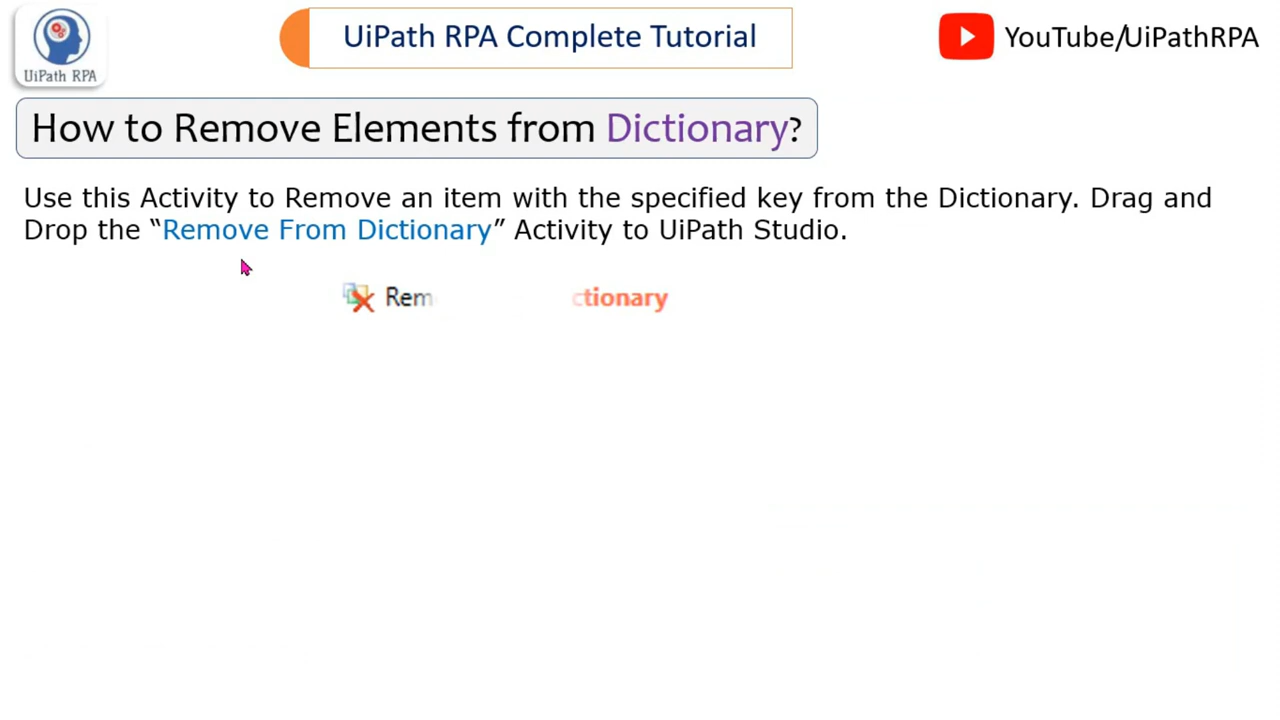 UiPath RPA
UiPath RPA Complete Tutorial
YouTube/UiPathRPA
How to Remove Elements from Dictionary?
Use this Activity to Remove an item with the specified key from the Dictionary. Drag and
Drop the “Remove From Dictionary” Activity to UiPath Studio.
Rem ctionary